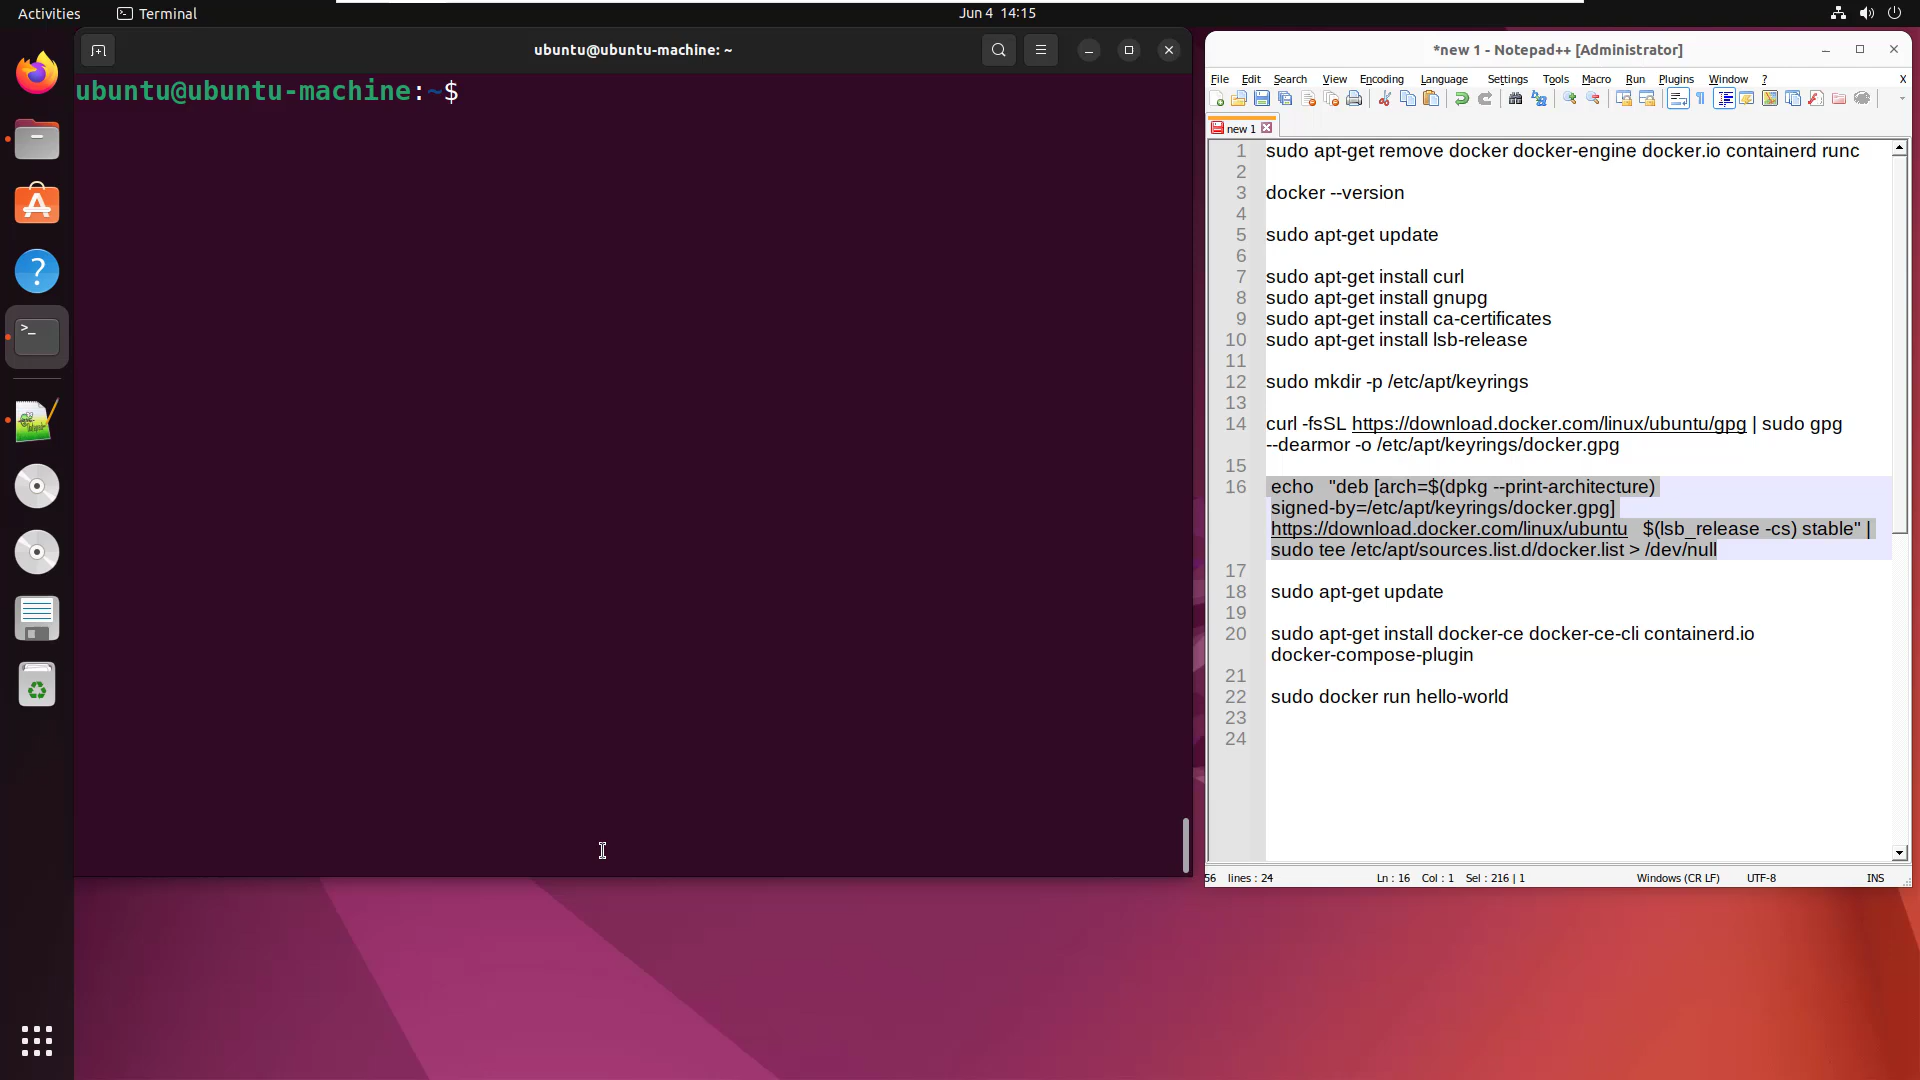 Activities
Terminal
Jun 4 14:15
ubuntu@ubuntu-machine: ~
ubuntu@ubuntu-machine:~$
*new 1 - Notepad++ [Administrator]
File Edit Search View Encoding Language Settings Tools Macro Run Plugins Window ? X
new 1
1 sudo apt-get remove docker docker-engine docker.io containerd runc
2
3 docker --version
4
5 sudo apt-get update
6
7 sudo apt-get install curl
8 sudo apt-get install gnupg
9 sudo apt-get install ca-certificates
10 sudo apt-get install lsb-release
11
12 sudo mkdir -p /etc/apt/keyrings
13
14 curl -fsSL https://download.docker.com/linux/ubuntu/gpg | sudo gpg
--dearmor -o /etc/apt/keyrings/docker.gpg
15
16 echo "deb [arch=$(dpkg --print-architecture)
signed-by=/etc/apt/keyrings/docker.gpg]
https://download.docker.com/linux/ubuntu $(lsb_release -cs) stable" |
sudo tee /etc/apt/sources.list.d/docker.list > /dev/null
17
18 sudo apt-get update
19
20 sudo apt-get install docker-ce docker-ce-cli containerd.io
docker-compose-plugin
21
22 sudo docker run hello-world
23
24
56 lines : 24 Ln : 16 Col : 1 Sel : 216 | 1 Windows (CR LF) UTF-8 INS